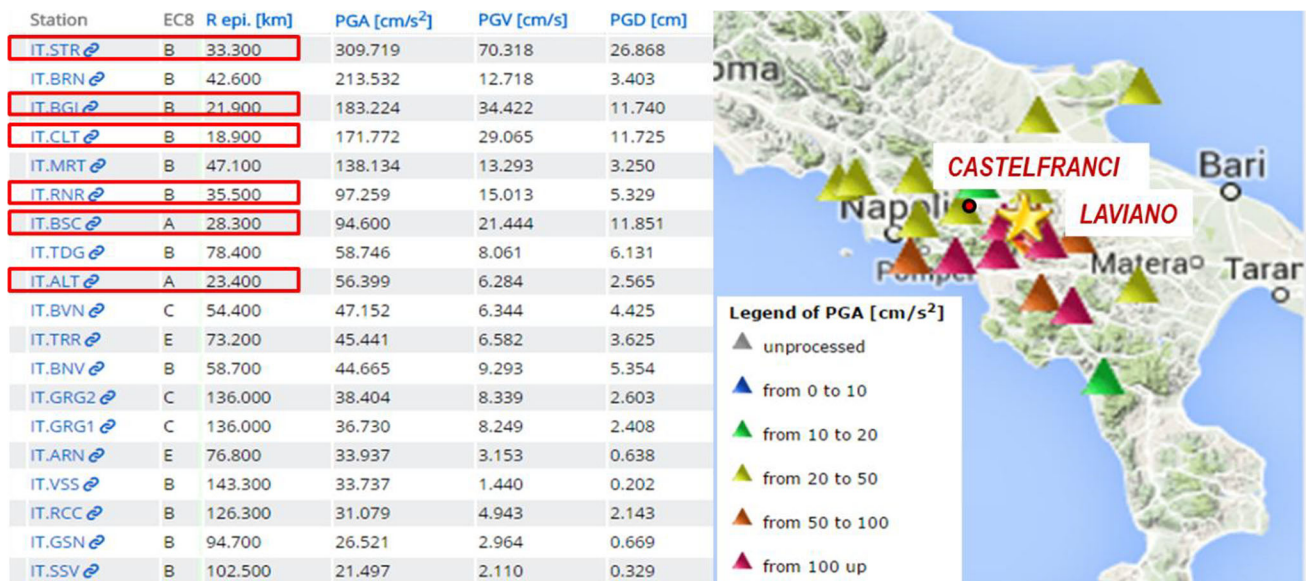 Station EC8 R epi. [km] PGA [cm/s²] PGV [cm/s] PGD [cm]
IT.STR B 33.300 309.719 70.318 26.868
IT.BRN B 42.600 213.532 12.718 3.403
IT.BGI B 21.900 183.224 34.422 11.740
IT.CLT B 18.900 171.772 29.065 11.725
IT.MRT B 47.100 138.134 13.293 3.250
IT.RNR B 35.500 97.259 15.013 5.329
IT.BSC A 28.300 94.600 21.444 11.851
IT.TDG B 78.400 58.746 8.061 6.131
IT.ALT A 23.400 56.399 6.284 2.565
IT.BVN C 54.400 47.152 6.344 4.425
IT.TRR E 73.200 45.441 6.582 3.625
IT.BNV B 58.700 44.665 9.293 5.354
IT.GRG2 C 136.000 38.404 8.339 2.603
IT.GRG1 C 136.000 36.730 8.249 2.408
IT.ARN E 76.800 33.937 3.153 0.638
IT.VSS B 143.300 33.737 1.440 0.202
IT.RCC B 126.300 31.079 4.943 2.143
IT.GSN B 94.700 26.521 2.964 0.669
IT.SSV B 102.500 21.497 2.110 0.329
oma
CASTELFRANCI
Bari
Napoli
LAVIANO
Matera
Taran
Legend of PGA [cm/s²]
unprocessed
from 0 to 10
from 10 to 20
from 20 to 50
from 50 to 100
from 100 up